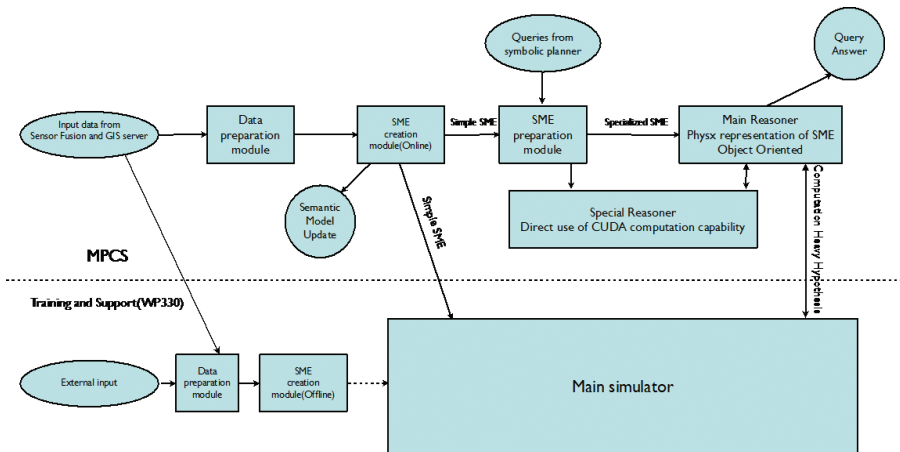 Queries from
symbolic planner
Query
Answer
Input data from
Sensor Fusion and GIS server
Data
preparation
module
SME
creation
module(Online)
Simple SME
SME
preparation
module
Specialized SME
Main Reasoner
Physx representation of SME
Object Oriented
Semantic
Model
Update
Simple SME
Special Reasoner
Direct use of CUDA computation capability
Computation Heavy Hypothesis
MPCS
Training and Support(WP330)
External input
Data
preparation
module
SME
creation
module(Offline)
Main simulator